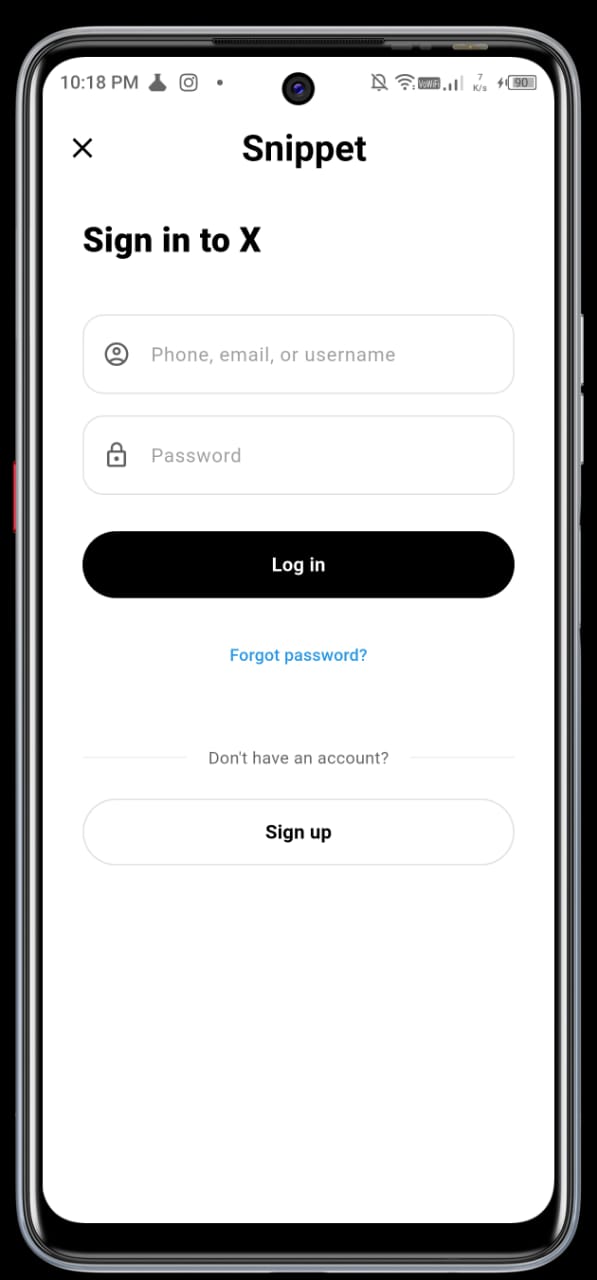 10:18 PM VoWiFi 7 K/s 90
Snippet
Sign in to X
Phone, email, or username
Password
Log in
Forgot password?
Don't have an account?
Sign up